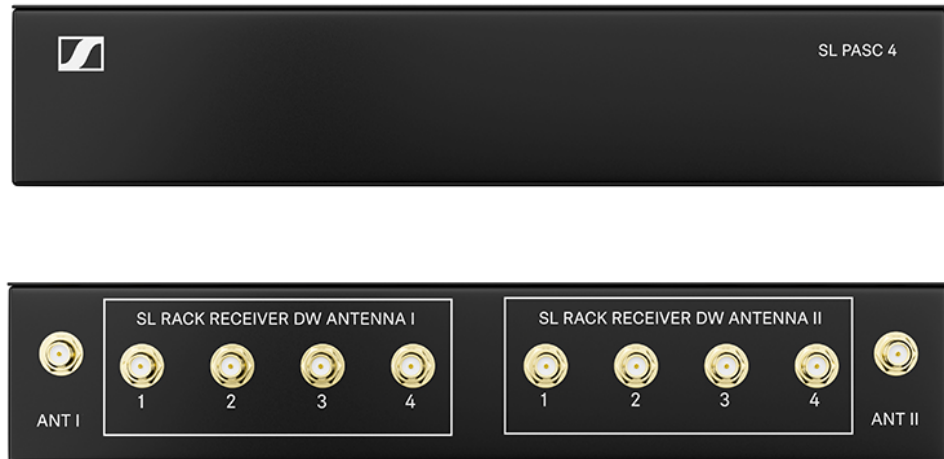 SL PASC 4
SL RACK RECEIVER DW ANTENNA I
1 2 3 4
ANT I
SL RACK RECEIVER DW ANTENNA II
1 2 3 4
ANT II